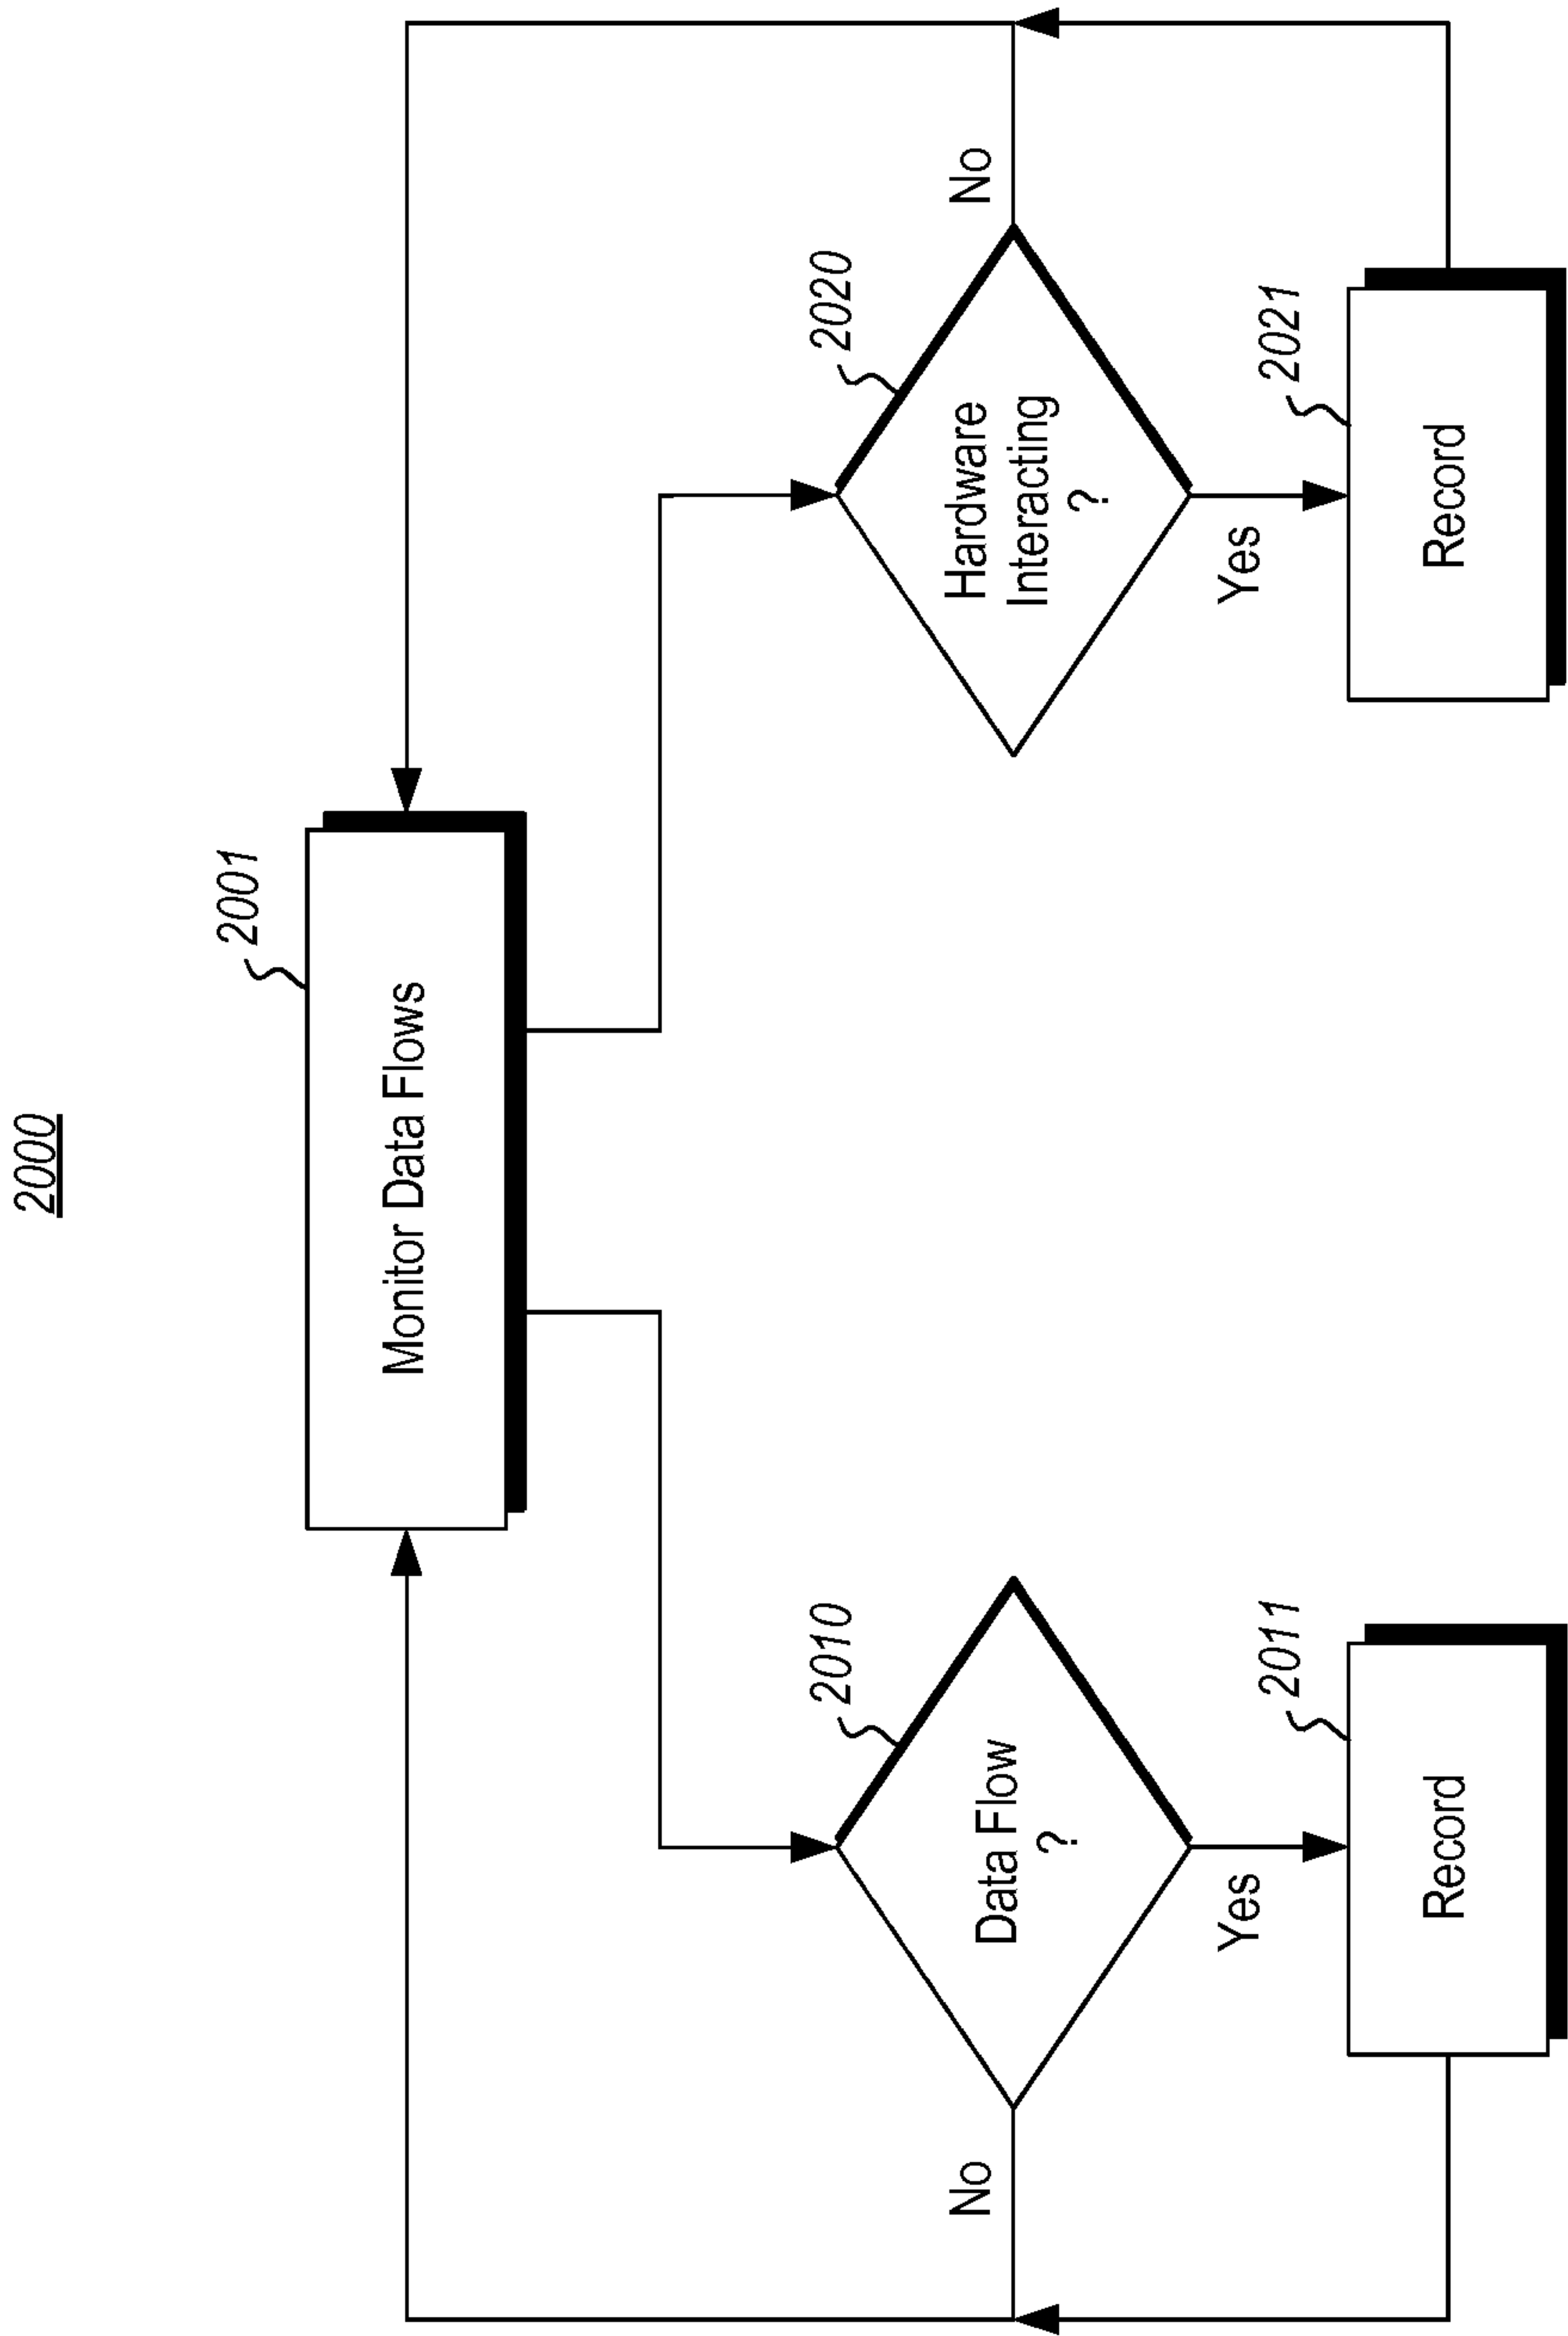 2000
2001
Monitor Data Flows
2010
Data Flow
?
No
Yes
2011
Record
2020
Hardware
Interacting
?
No
Yes
2021
Record